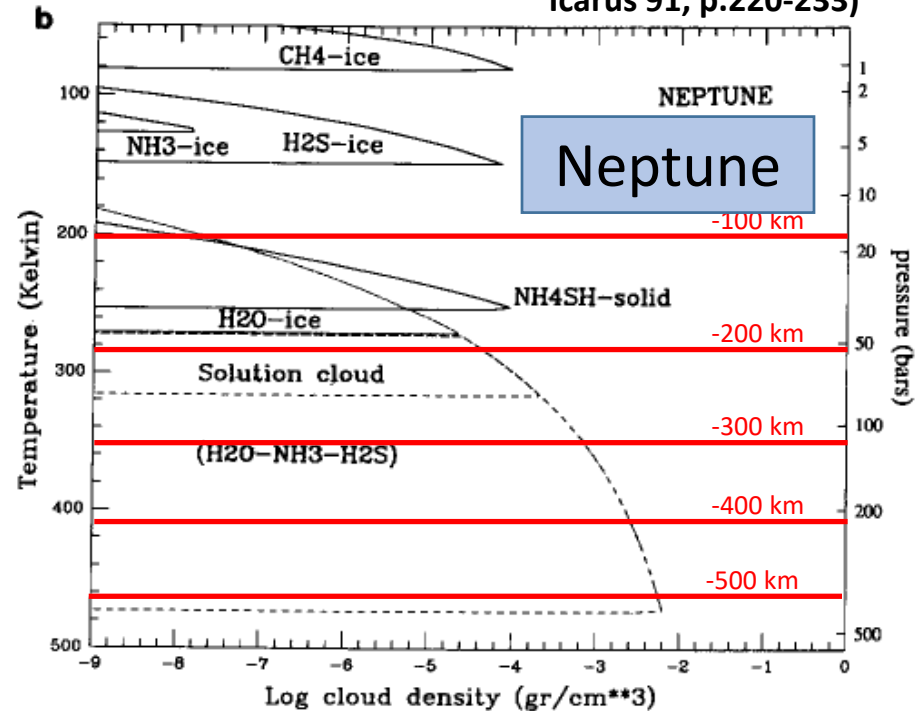 Icarus 91, p.220-233)
b
CH4-ice
1
100
2
NEPTUNE
Neptune
NH3-ice
H2S-ice
5
10
-100 km
200
20
NH4SH-solid
H2O-ice
-200 km
50
300
Solution cloud
100
-300 km
(H2O-NH3-H2S)
400
-400 km
200
-500 km
500
500
Temperature (Kelvin)
pressure (bars)
-9
-8
-7
-6
-5
-4
-3
-2
-1
0
Log cloud density (gr/cm**3)